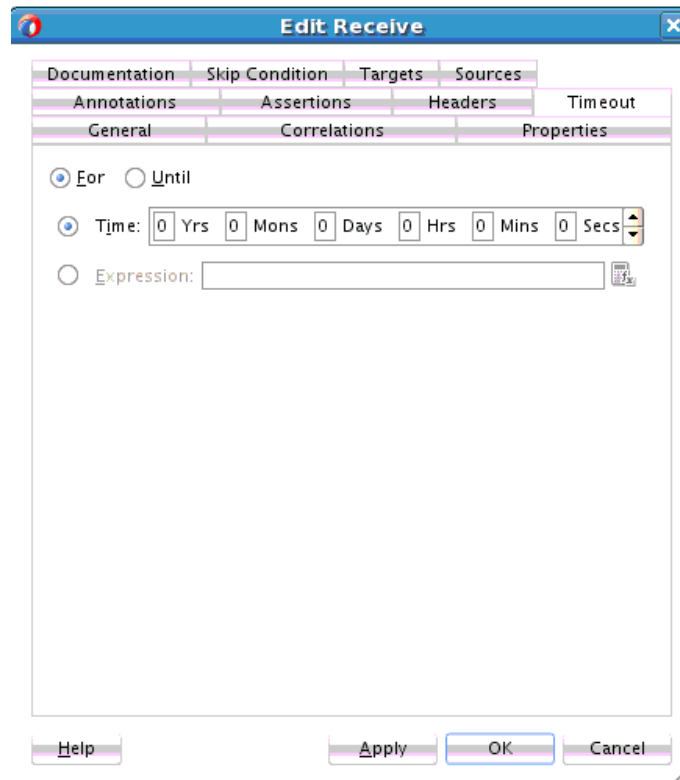 Edit Receive
Documentation Skip Condition Targets Sources
Annotations Assertions Headers Timeout
General Correlations Properties
For Until
Time: 0 Yrs 0 Mons 0 Days 0 Hrs 0 Mins 0 Secs
Expression:
Help Apply OK Cancel